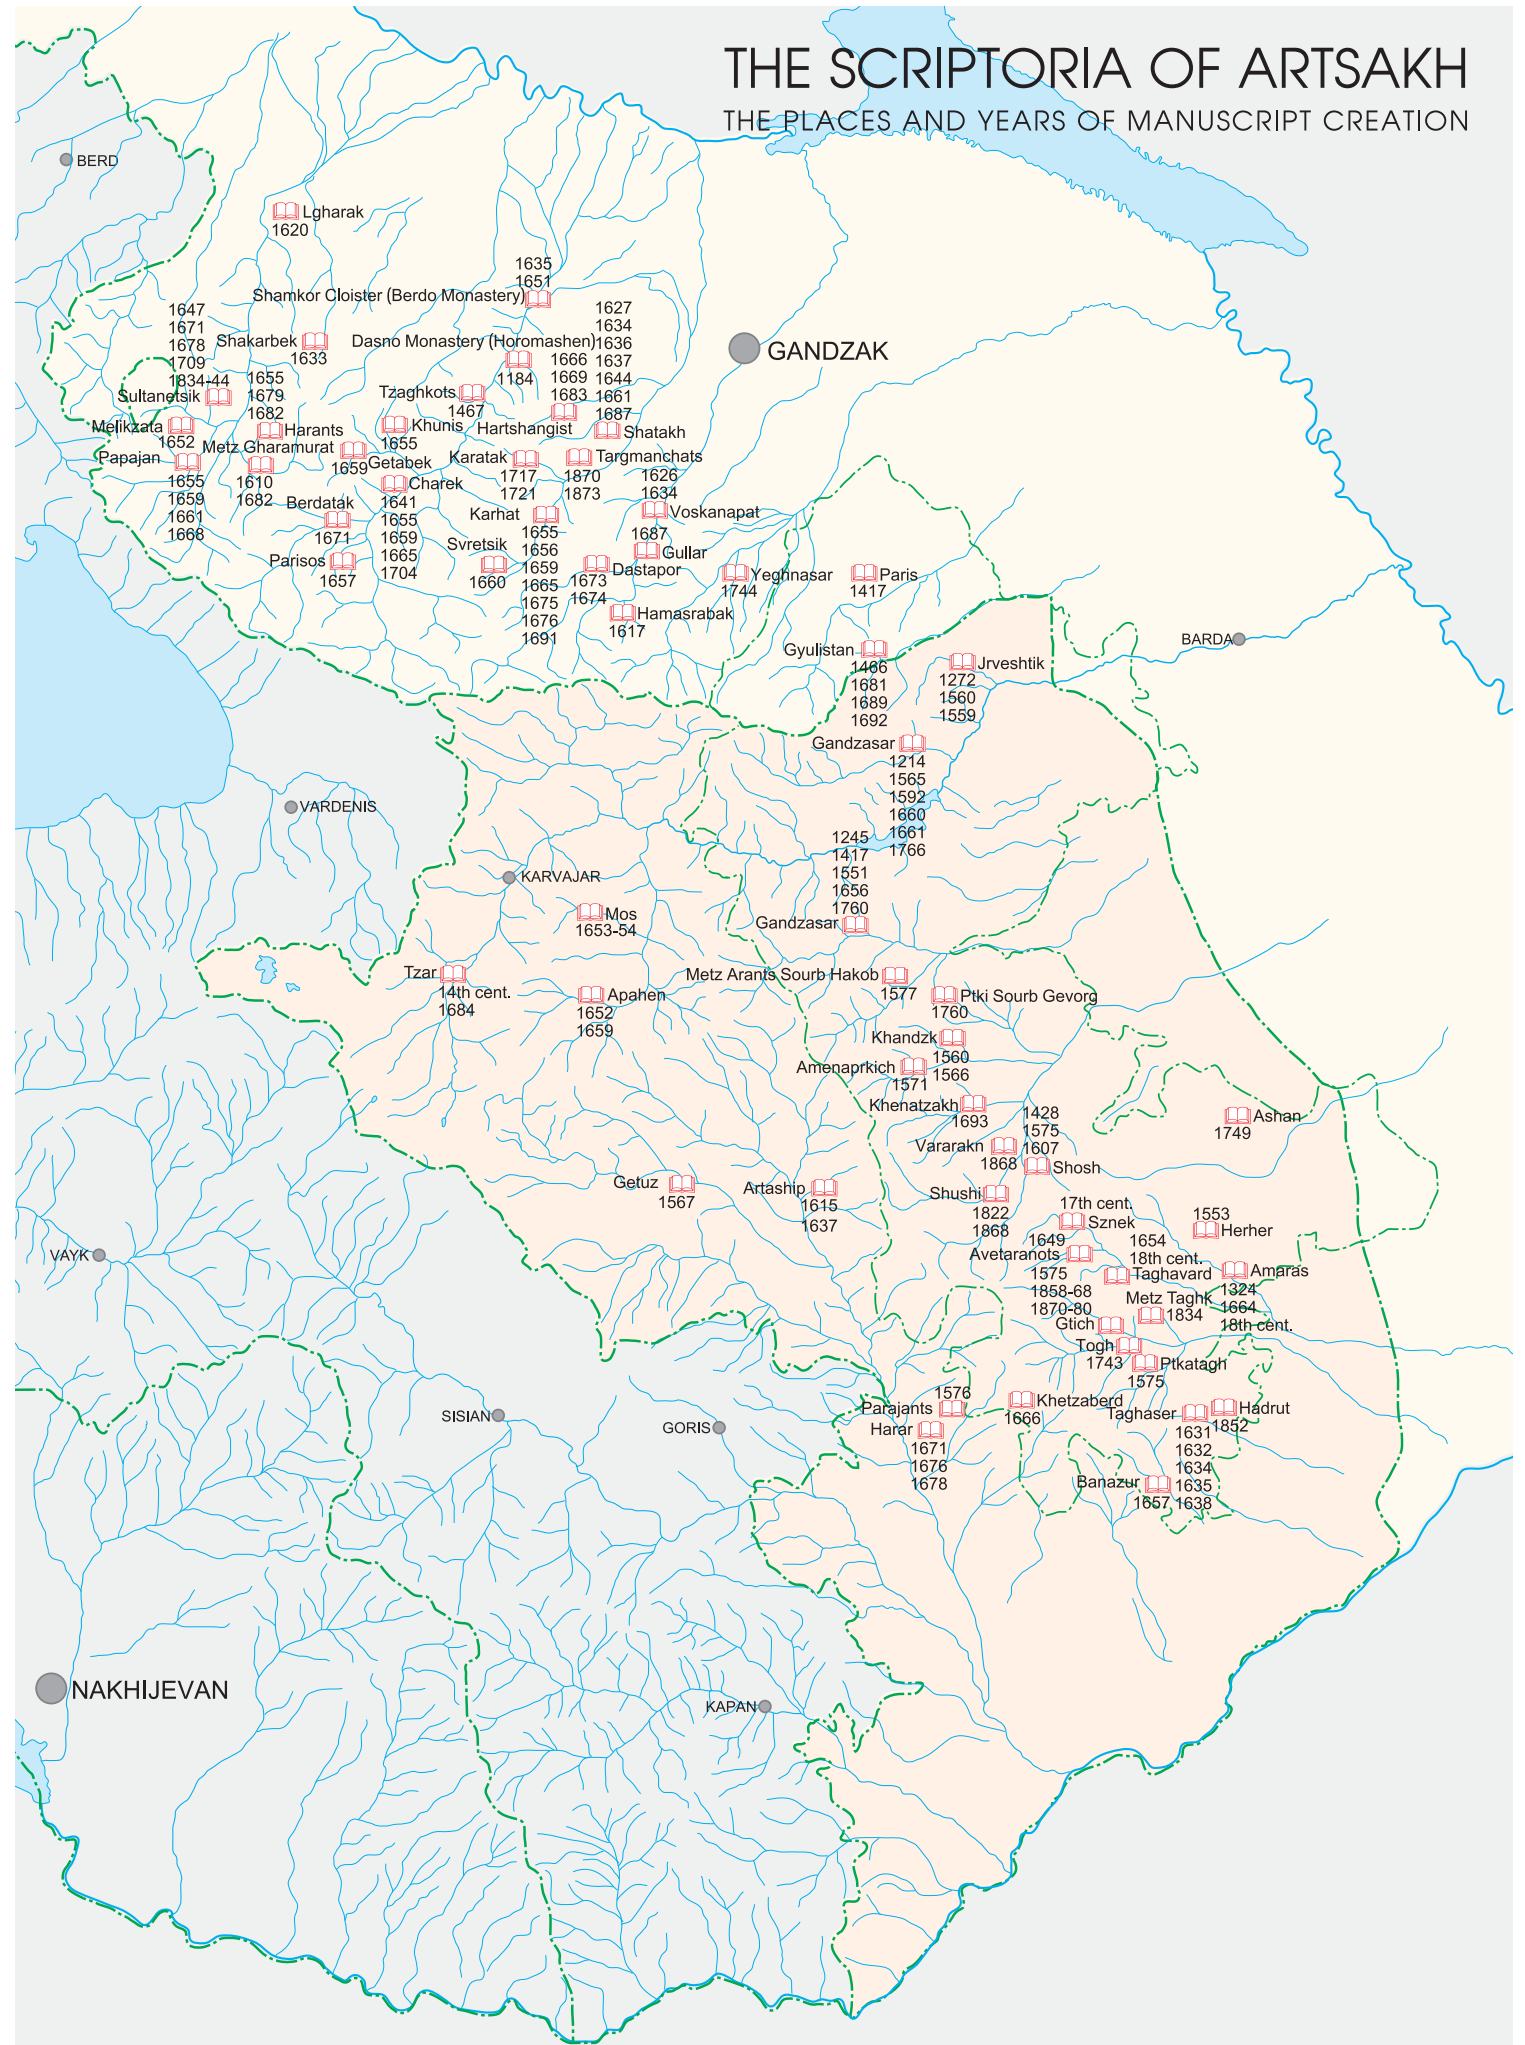 THE SCRIPTORIA OF ARTSAKH
THE PLACES AND YEARS OF MANUSCRIPT CREATION
BERD
Lgharak
1620
1635
1651
Shamkor Cloister (Berdo Monastery)
1647
1671
1678
1709
1834-44
Sultanetsik
Shakarbek
1633
Dasno Monastery (Horomashen)
1184
1627
1634
1636
1637
1644
1661
1687
Shatakh
1666
1669
1683
Hartshangist
GANDZAK
Tzaghkots
1467
1655
1679
1682
Harants
Melikzata
1652
Khunis
1655
Metz Gharamurat
1610
1682
Getabek
1659
Papajan
1655
1659
1661
1668
Karatak
1717
1721
Targmanchats
1870
1873
Charek
1641
1655
1659
1665
1704
Berdatak
1671
1626
1634
Voskanapat
Karhat
1655
1656
1659
1665
1675
1676
1691
1687
Gullar
Svretsik
1660
Parisos
1657
Dastapor
1673
1674
Yeghnasar
1744
Paris
1417
Hamasrabak
1617
BARDA
Gyulistan
1466
1681
1689
1692
Jrveshtik
1272
1560
1559
Gandzasar
1214
1565
1592
1660
1661
1766
VARDENIS
1245
1417
1551
1656
1760
Gandzasar
KARVAJAR
Mos
1653-54
Tzar
14th cent.
1684
Metz Arants Sourb Hakob
1577
Apahen
1652
1659
Ptki Sourb Gevorg
1760
Khandzk
1560
1566
Amenaprkich
1571
Khenatzakh
1693
1428
1575
1607
Shosh
Ashan
1749
Vararakn
1868
Getuz
1567
Artaship
1615
1637
Shushi
1822
1868
17th cent.
Sznek
1649
1553
Herher
Avetaranots
1575
1858-68
1870-80
1654
18th cent.
Taghavard
VAYK
Amaras
1324
1664
18th cent.
Metz Taghk
1834
Gtich
Togh
1743
Ptkatagh
1575
1576
Parajants
Khetzaberd
1666
Hadrut
1852
Taghaser
1631
1632
1634
1635
1638
SISIAN
GORIS
Harar
1671
1676
1678
Banazur
1657
NAKHIJEVAN
KAPAN